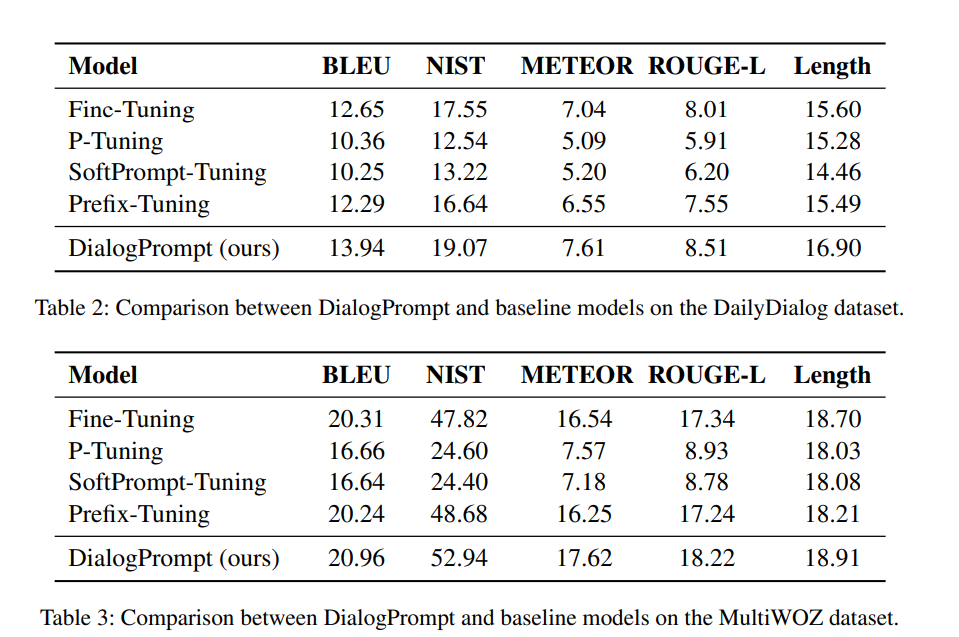 Model BLEU NIST METEOR ROUGE-L Length
Finc-Tuning 12.65 17.55 7.04 8.01 15.60
P-Tuning 10.36 12.54 5.09 5.91 15.28
SoftPrompt-Tuning 10.25 13.22 5.20 6.20 14.46
Prefix-Tuning 12.29 16.64 6.55 7.55 15.49
DialogPrompt (ours) 13.94 19.07 7.61 8.51 16.90
Table 2: Comparison between DialogPrompt and baseline models on the DailyDialog dataset.
Model BLEU NIST METEOR ROUGE-L Length
Fine-Tuning 20.31 47.82 16.54 17.34 18.70
P-Tuning 16.66 24.60 7.57 8.93 18.03
SoftPrompt-Tuning 16.64 24.40 7.18 8.78 18.08
Prefix-Tuning 20.24 48.68 16.25 17.24 18.21
DialogPrompt (ours) 20.96 52.94 17.62 18.22 18.91
Table 3: Comparison between DialogPrompt and baseline models on the MultiWOZ dataset.